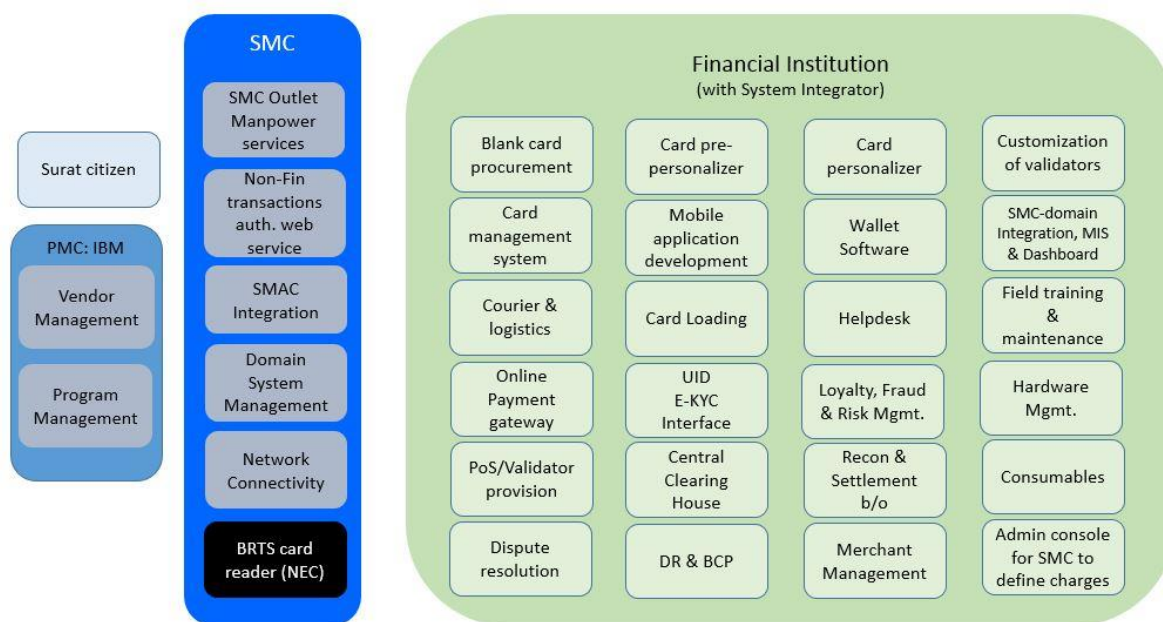 Surat citizen
PMC: IBM
Vendor
Management
Program
Management
SMC
SMC Outlet
Manpower
services
Non-Fin
transactions
auth. web
service
SMAC
Integration
Domain
System
Management
Network
Connectivity
BRTS card
reader (NEC)
Financial Institution
(with System Integrator)
Blank card
procurement
Card pre-
personalizer
Card
personalizer
Customization
of validators
Card
management
system
Mobile
application
development
Wallet
Software
SMC-domain
Integration, MIS
& Dashboard
Courier &
logistics
Card Loading
Helpdesk
Field training
&
maintenance
Online
Payment
gateway
UID
E-KYC
Interface
Loyalty, Fraud
& Risk Mgmt.
Hardware
Mgmt.
PoS/Validator
provision
Central
Clearing
House
Recon &
Settlement
b/o
Consumables
Dispute
resolution
DR & BCP
Merchant
Management
Admin console
for SMC to
define charges